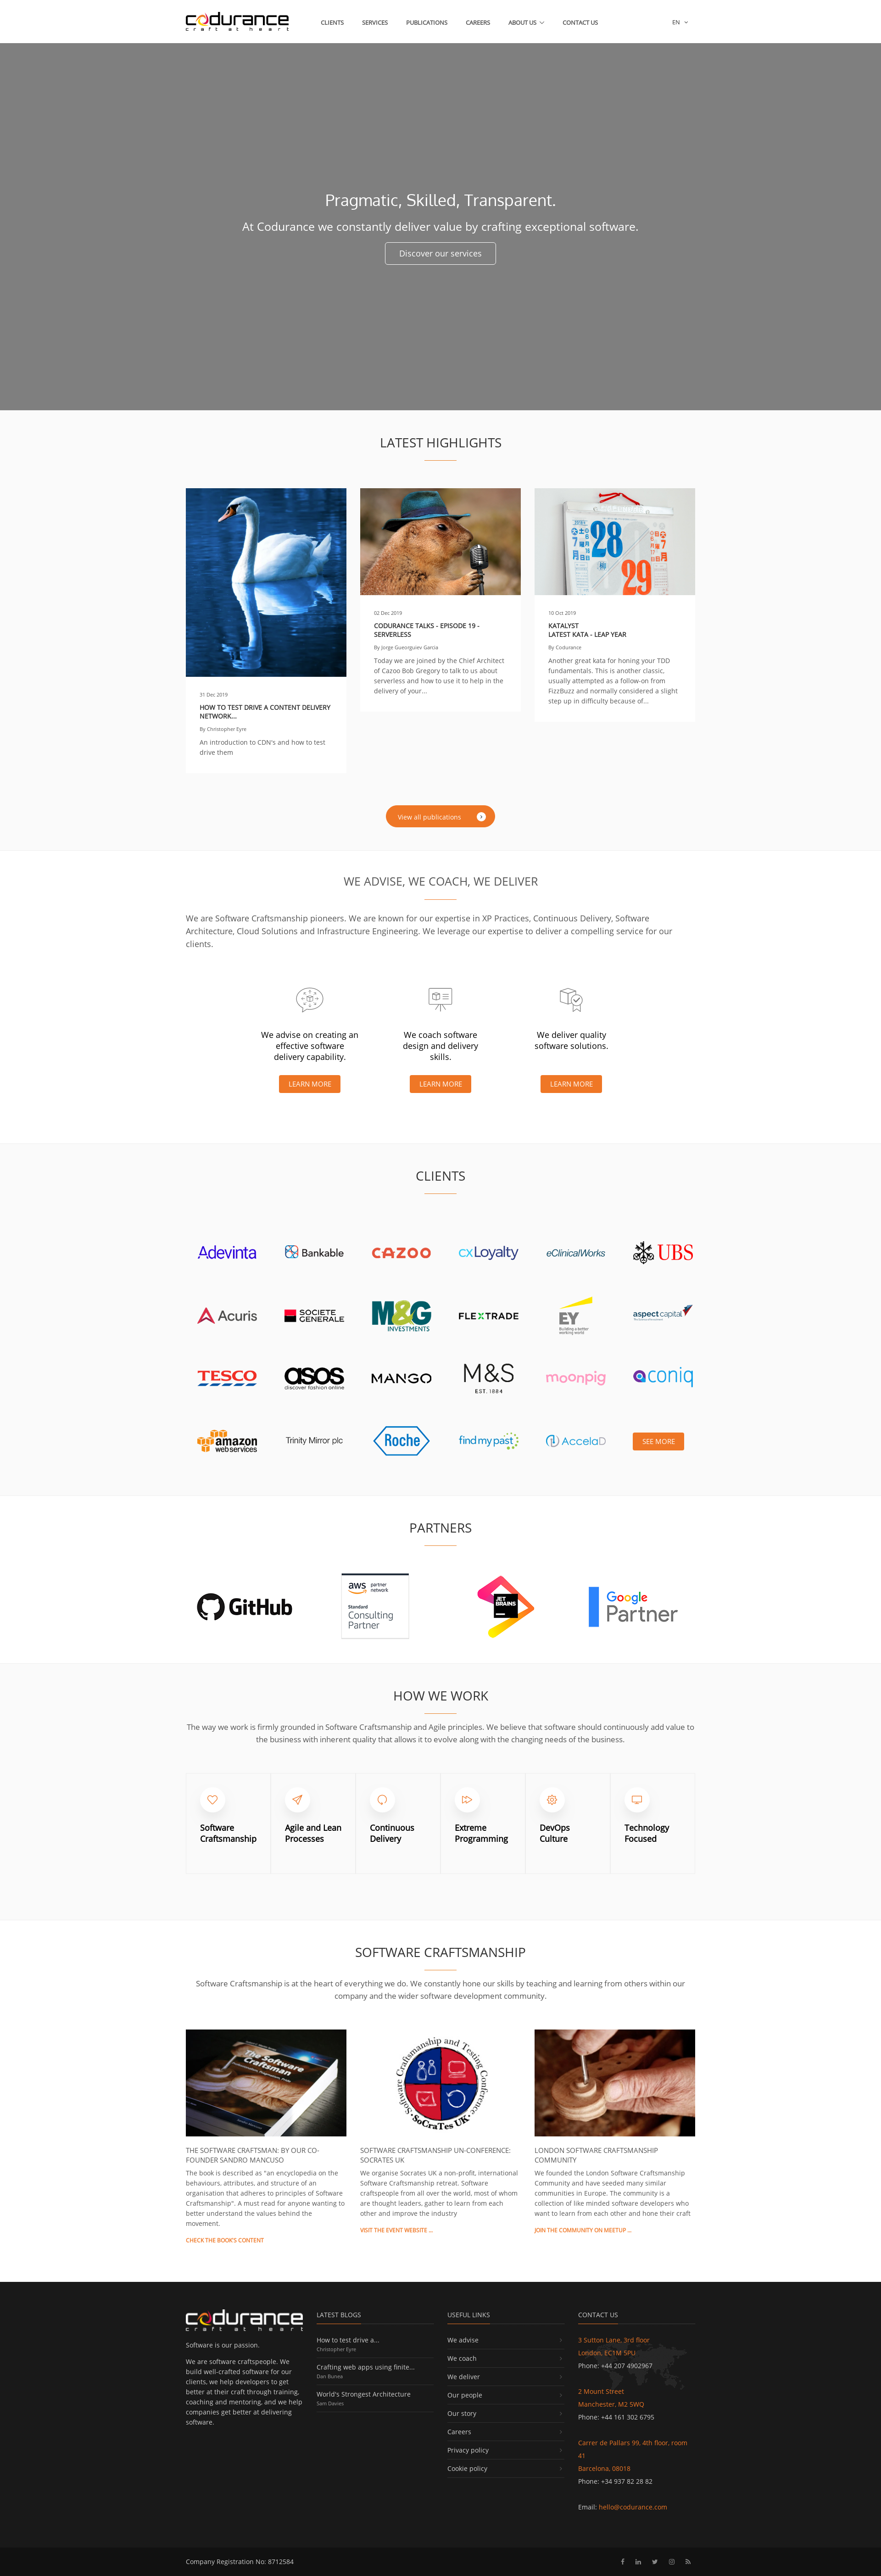 codurance
craft at heart
CLIENTS
SERVICES
PUBLICATIONS
CAREERS
ABOUT US
CONTACT US
EN
Pragmatic, Skilled, Transparent.
At Codurance we constantly deliver value by crafting exceptional software.
Discover our services
LATEST HIGHLIGHTS
31 Dec 2019
HOW TO TEST DRIVE A CONTENT DELIVERY
NETWORK...
By Christopher Eyre
An introduction to CDN's and how to test
drive them
02 Dec 2019
CODURANCE TALKS - EPISODE 19 -
SERVERLESS
By Jorge Gueorguiev Garcia
Today we are joined by the Chief Architect
of Cazoo Bob Gregory to talk to us about
serverless and how to use it to help in the
delivery of your...
28
29
10 Oct 2019
KATALYST
LATEST KATA - LEAP YEAR
By Codurance
Another great kata for honing your TDD
fundamentals. This is another classic,
usually attempted as a follow-on from
FizzBuzz and normally considered a slight
step up in difficulty because of...
View all publications
WE ADVISE, WE COACH, WE DELIVER
We are Software Craftsmanship pioneers. We are known for our expertise in XP Practices, Continuous Delivery, Software
Architecture, Cloud Solutions and Infrastructure Engineering. We leverage our expertise to deliver a compelling service for our
clients.
We advise on creating an
effective software
delivery capability.
LEARN MORE
We coach software
design and delivery
skills.
LEARN MORE
We deliver quality
software solutions.
LEARN MORE
CLIENTS
Adevinta
Bankable
CAZOO
cxLoyalty
eClinicalWorks
UBS
Acuris
SOCIETE
GENERALE
M&G
INVESTMENTS
FLEXTRADE
EY
Building a better
working world
aspect capital
TESCO
asos
discover fashion online
MANGO
M&S
EST. 1884
moonpig
coniq
amazon
webservices
Trinity Mirror plc
Roche
findmypast
AccelaD
SEE MORE
PARTNERS
GitHub
aws partner
network
Standard
Consulting
Partner
JET
BRAINS
Google
Partner
HOW WE WORK
The way we work is firmly grounded in Software Craftsmanship and Agile principles. We believe that software should continuously add value to
the business with inherent quality that allows it to evolve along with the changing needs of the business.
Software
Craftsmanship
Agile and Lean
Processes
Continuous
Delivery
Extreme
Programming
DevOps
Culture
Technology
Focused
SOFTWARE CRAFTSMANSHIP
Software Craftsmanship is at the heart of everything we do. We constantly hone our skills by teaching and learning from others within our
company and the wider software development community.
The Software
Craftsman
THE SOFTWARE CRAFTSMAN: BY OUR CO-
FOUNDER SANDRO MANCUSO
The book is described as "an encyclopedia on the
behaviours, attributes, and structure of an
organisation that adheres to principles of Software
Craftsmanship". A must read for anyone wanting to
better understand the values behind the
movement.
CHECK THE BOOK'S CONTENT
Software Craftsmanship and Testing Conference
SoCraTes UK
SOFTWARE CRAFTSMANSHIP UN-CONFERENCE:
SOCRATES UK
We organise Socrates UK a non-profit, international
Software Craftsmanship retreat. Software
craftspeople from all over the world, most of whom
are thought leaders, gather to learn from each
other and improve the industry
VISIT THE EVENT WEBSITE ...
LONDON SOFTWARE CRAFTSMANSHIP
COMMUNITY
We founded the London Software Craftsmanship
Community and have seeded many similar
communities in Europe. The community is a
collection of like minded software developers who
want to learn from each other and hone their craft
JOIN THE COMMUNITY ON MEETUP ...
codurance
craft at heart
Software is our passion.
We are software craftspeople. We
build well-crafted software for our
clients, we help developers to get
better at their craft through training,
coaching and mentoring, and we help
companies get better at delivering
software.
LATEST BLOGS
How to test drive a...
Christopher Eyre
Crafting web apps using finite...
Dan Bunea
World's Strongest Architecture
Sam Davies
USEFUL LINKS
We advise
We coach
We deliver
Our people
Our story
Careers
Privacy policy
Cookie policy
CONTACT US
3 Sutton Lane, 3rd floor
London, EC1M 5PU
Phone: +44 207 4902967
2 Mount Street
Manchester, M2 5WQ
Phone: +44 161 302 6795
Carrer de Pallars 99, 4th floor, room
41
Barcelona, 08018
Phone: +34 937 82 28 82
Email: hello@codurance.com
Company Registration No: 8712584